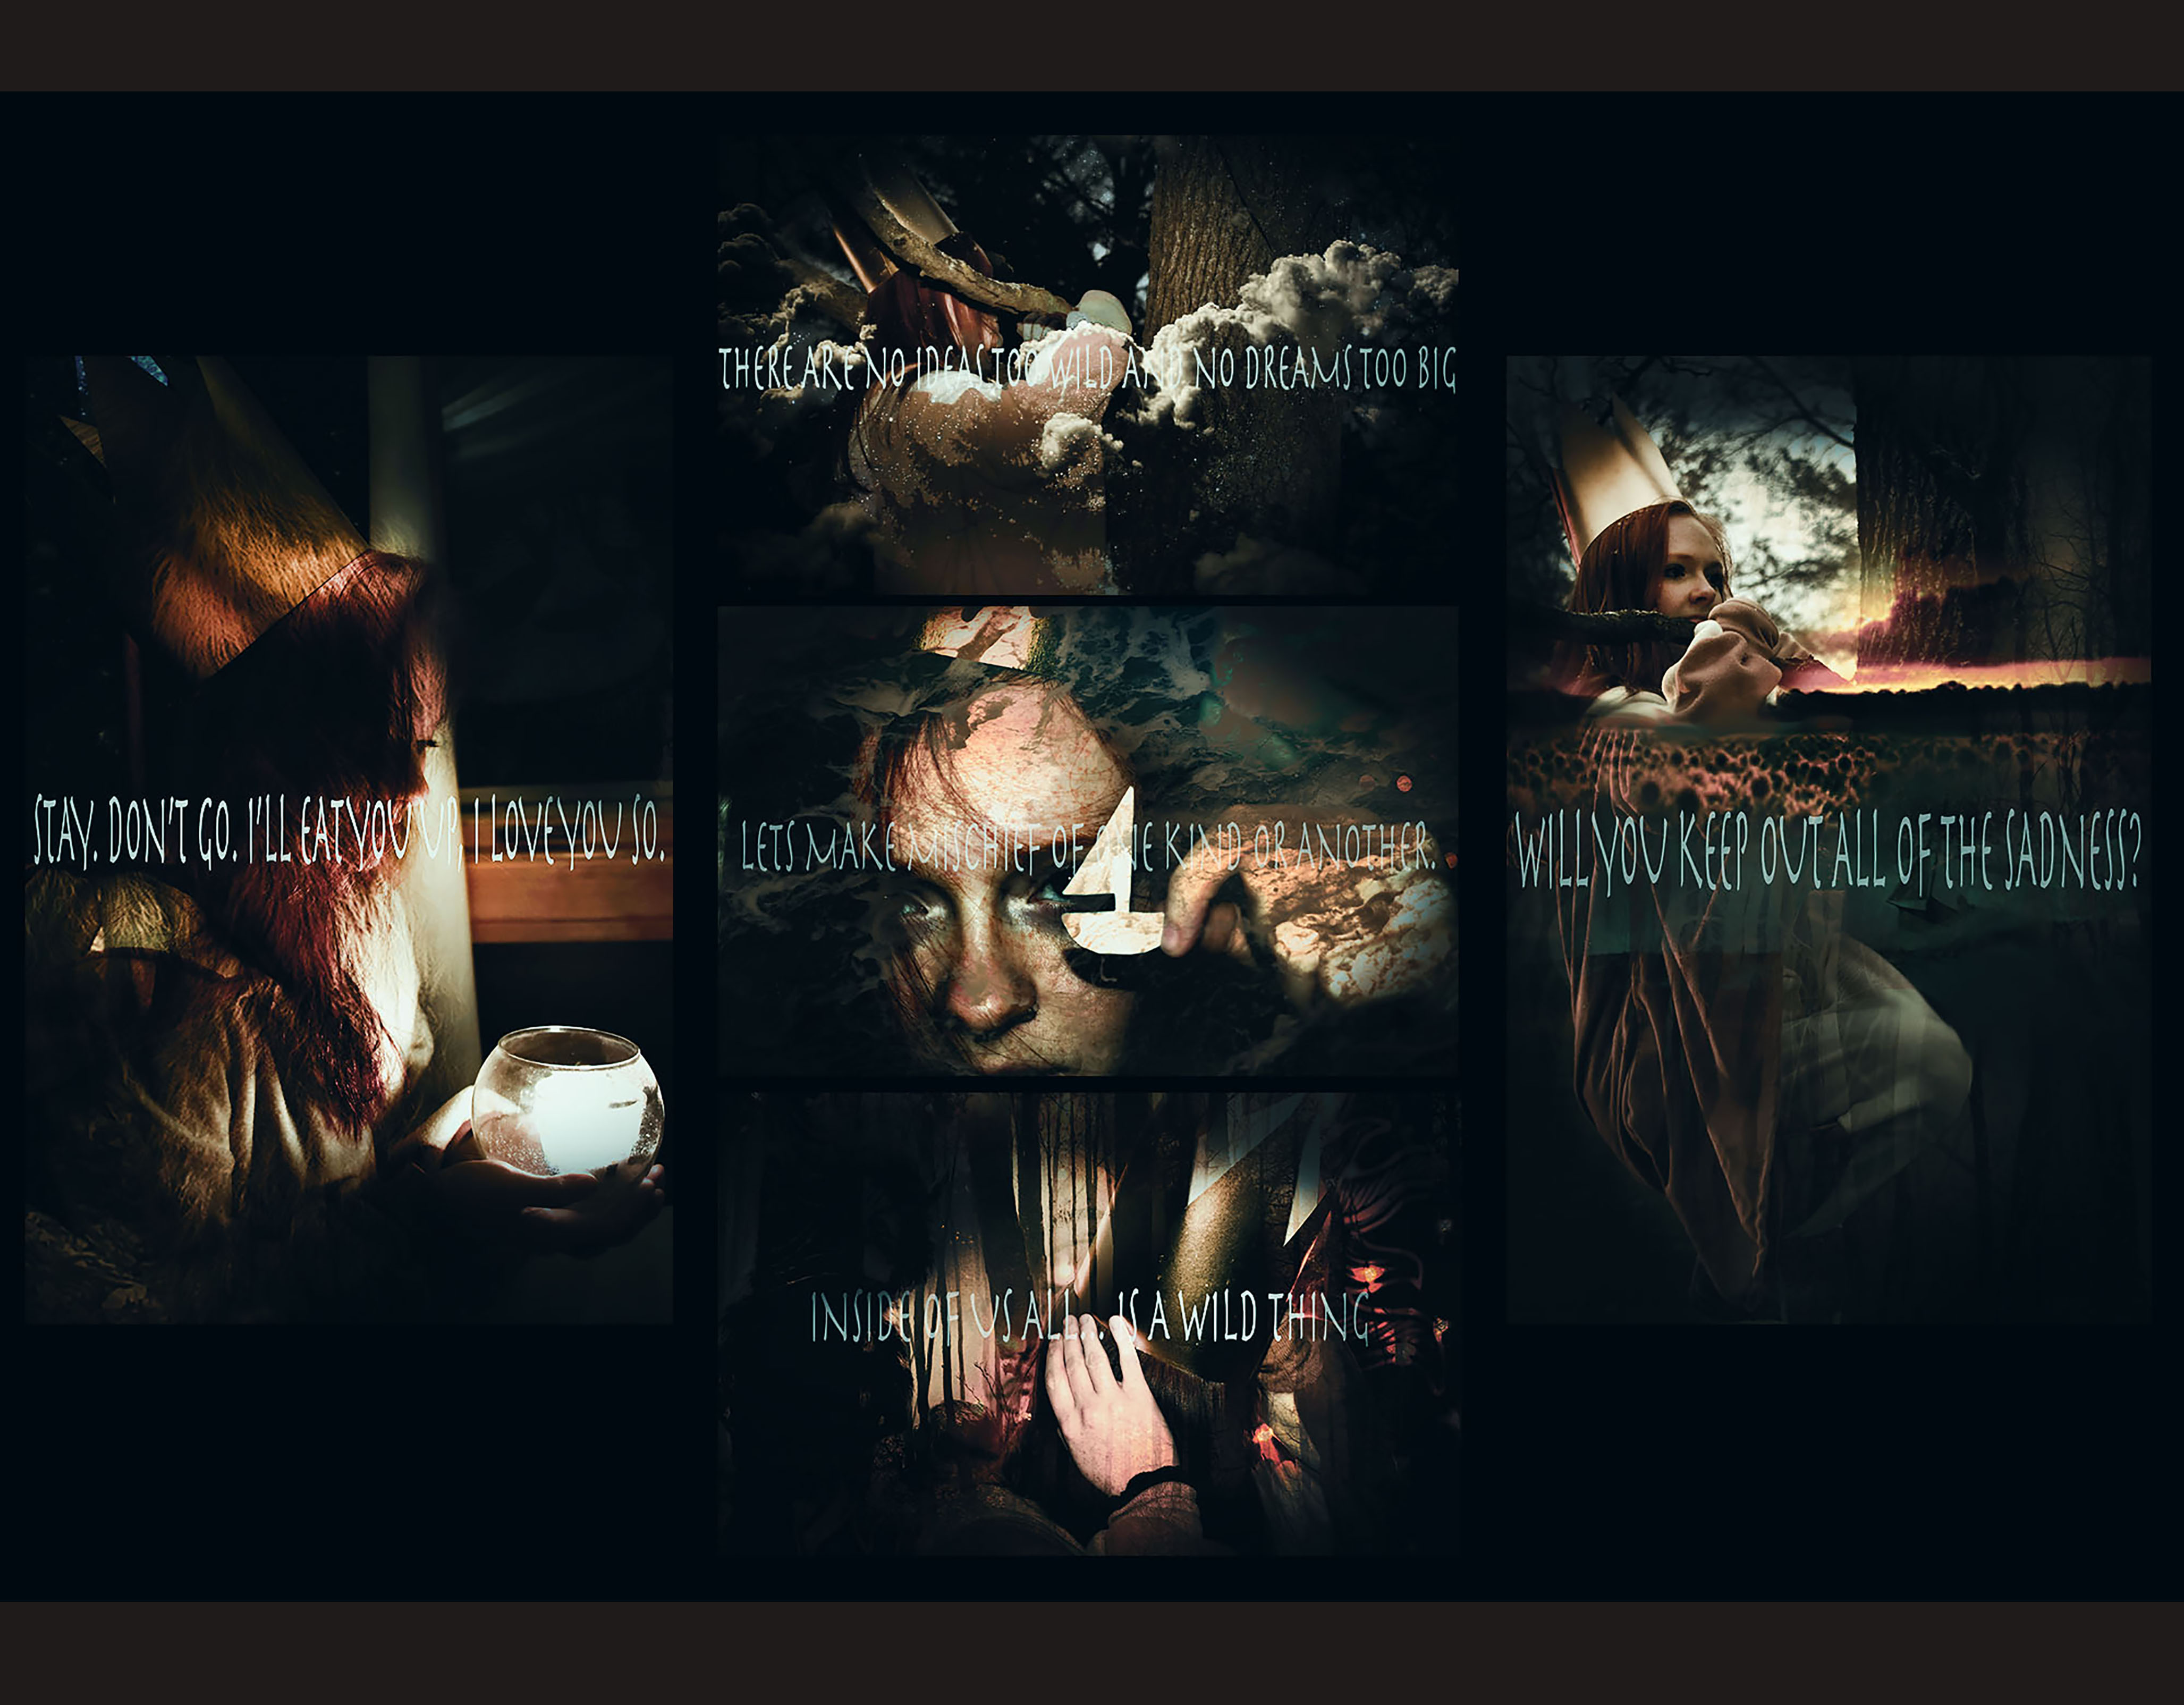 THERE ARE NO IDEAS TOO WILD AND NO DREAMS TOO BIG
STAY. DON'T GO. I'LL EAT YOU UP, I LOVE YOU SO.
LETS MAKE MISCHIEF OF ONE KIND OR ANOTHER.
WILL YOU KEEP OUT ALL OF THE SADNESS?
INSIDE OF US ALL... IS A WILD THING